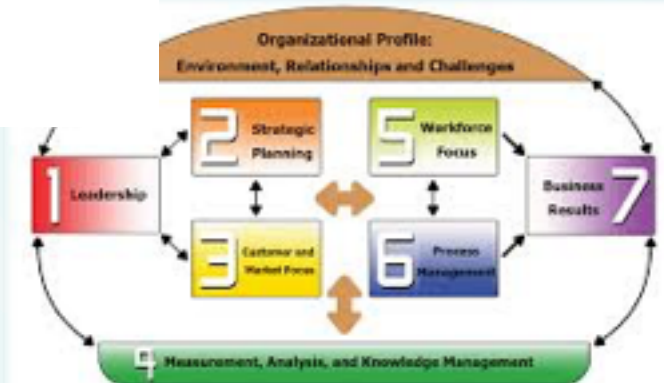 Organizational Profile:
Environment, Relationships and Challenges
2 Strategic
Planning
5 Workforce
Focus
1 Leadership
Business
Results 7
3 Customer and
Market Focus
6 Process
Management
4 Measurement, Analysis, and Knowledge Management